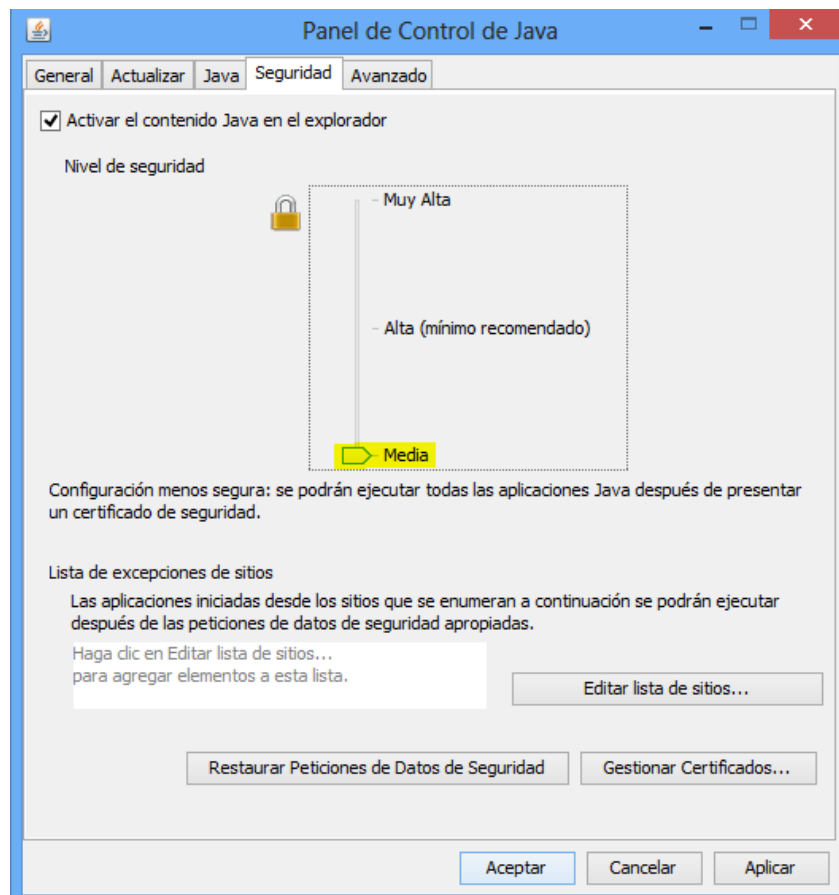 Panel de Control de Java
General Actualizar Java Seguridad Avanzado
Activar el contenido Java en el explorador
Nivel de seguridad
Muy Alta
Alta (mínimo recomendado)
Media
Configuración menos segura: se podrán ejecutar todas las aplicaciones Java después de presentar
un certificado de seguridad.
Lista de excepciones de sitios
Las aplicaciones iniciadas desde los sitios que se enumeran a continuación se podrán ejecutar
después de las peticiones de datos de seguridad apropiadas.
Haga clic en Editar lista de sitios...
para agregar elementos a esta lista.
Editar lista de sitios...
Restaurar Peticiones de Datos de Seguridad Gestionar Certificados...
Aceptar Cancelar Aplicar